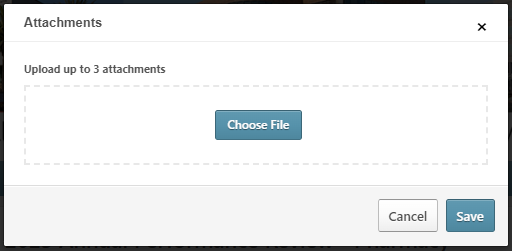 Attachments
×
Upload up to 3 attachments
Choose File
Cancel
Save